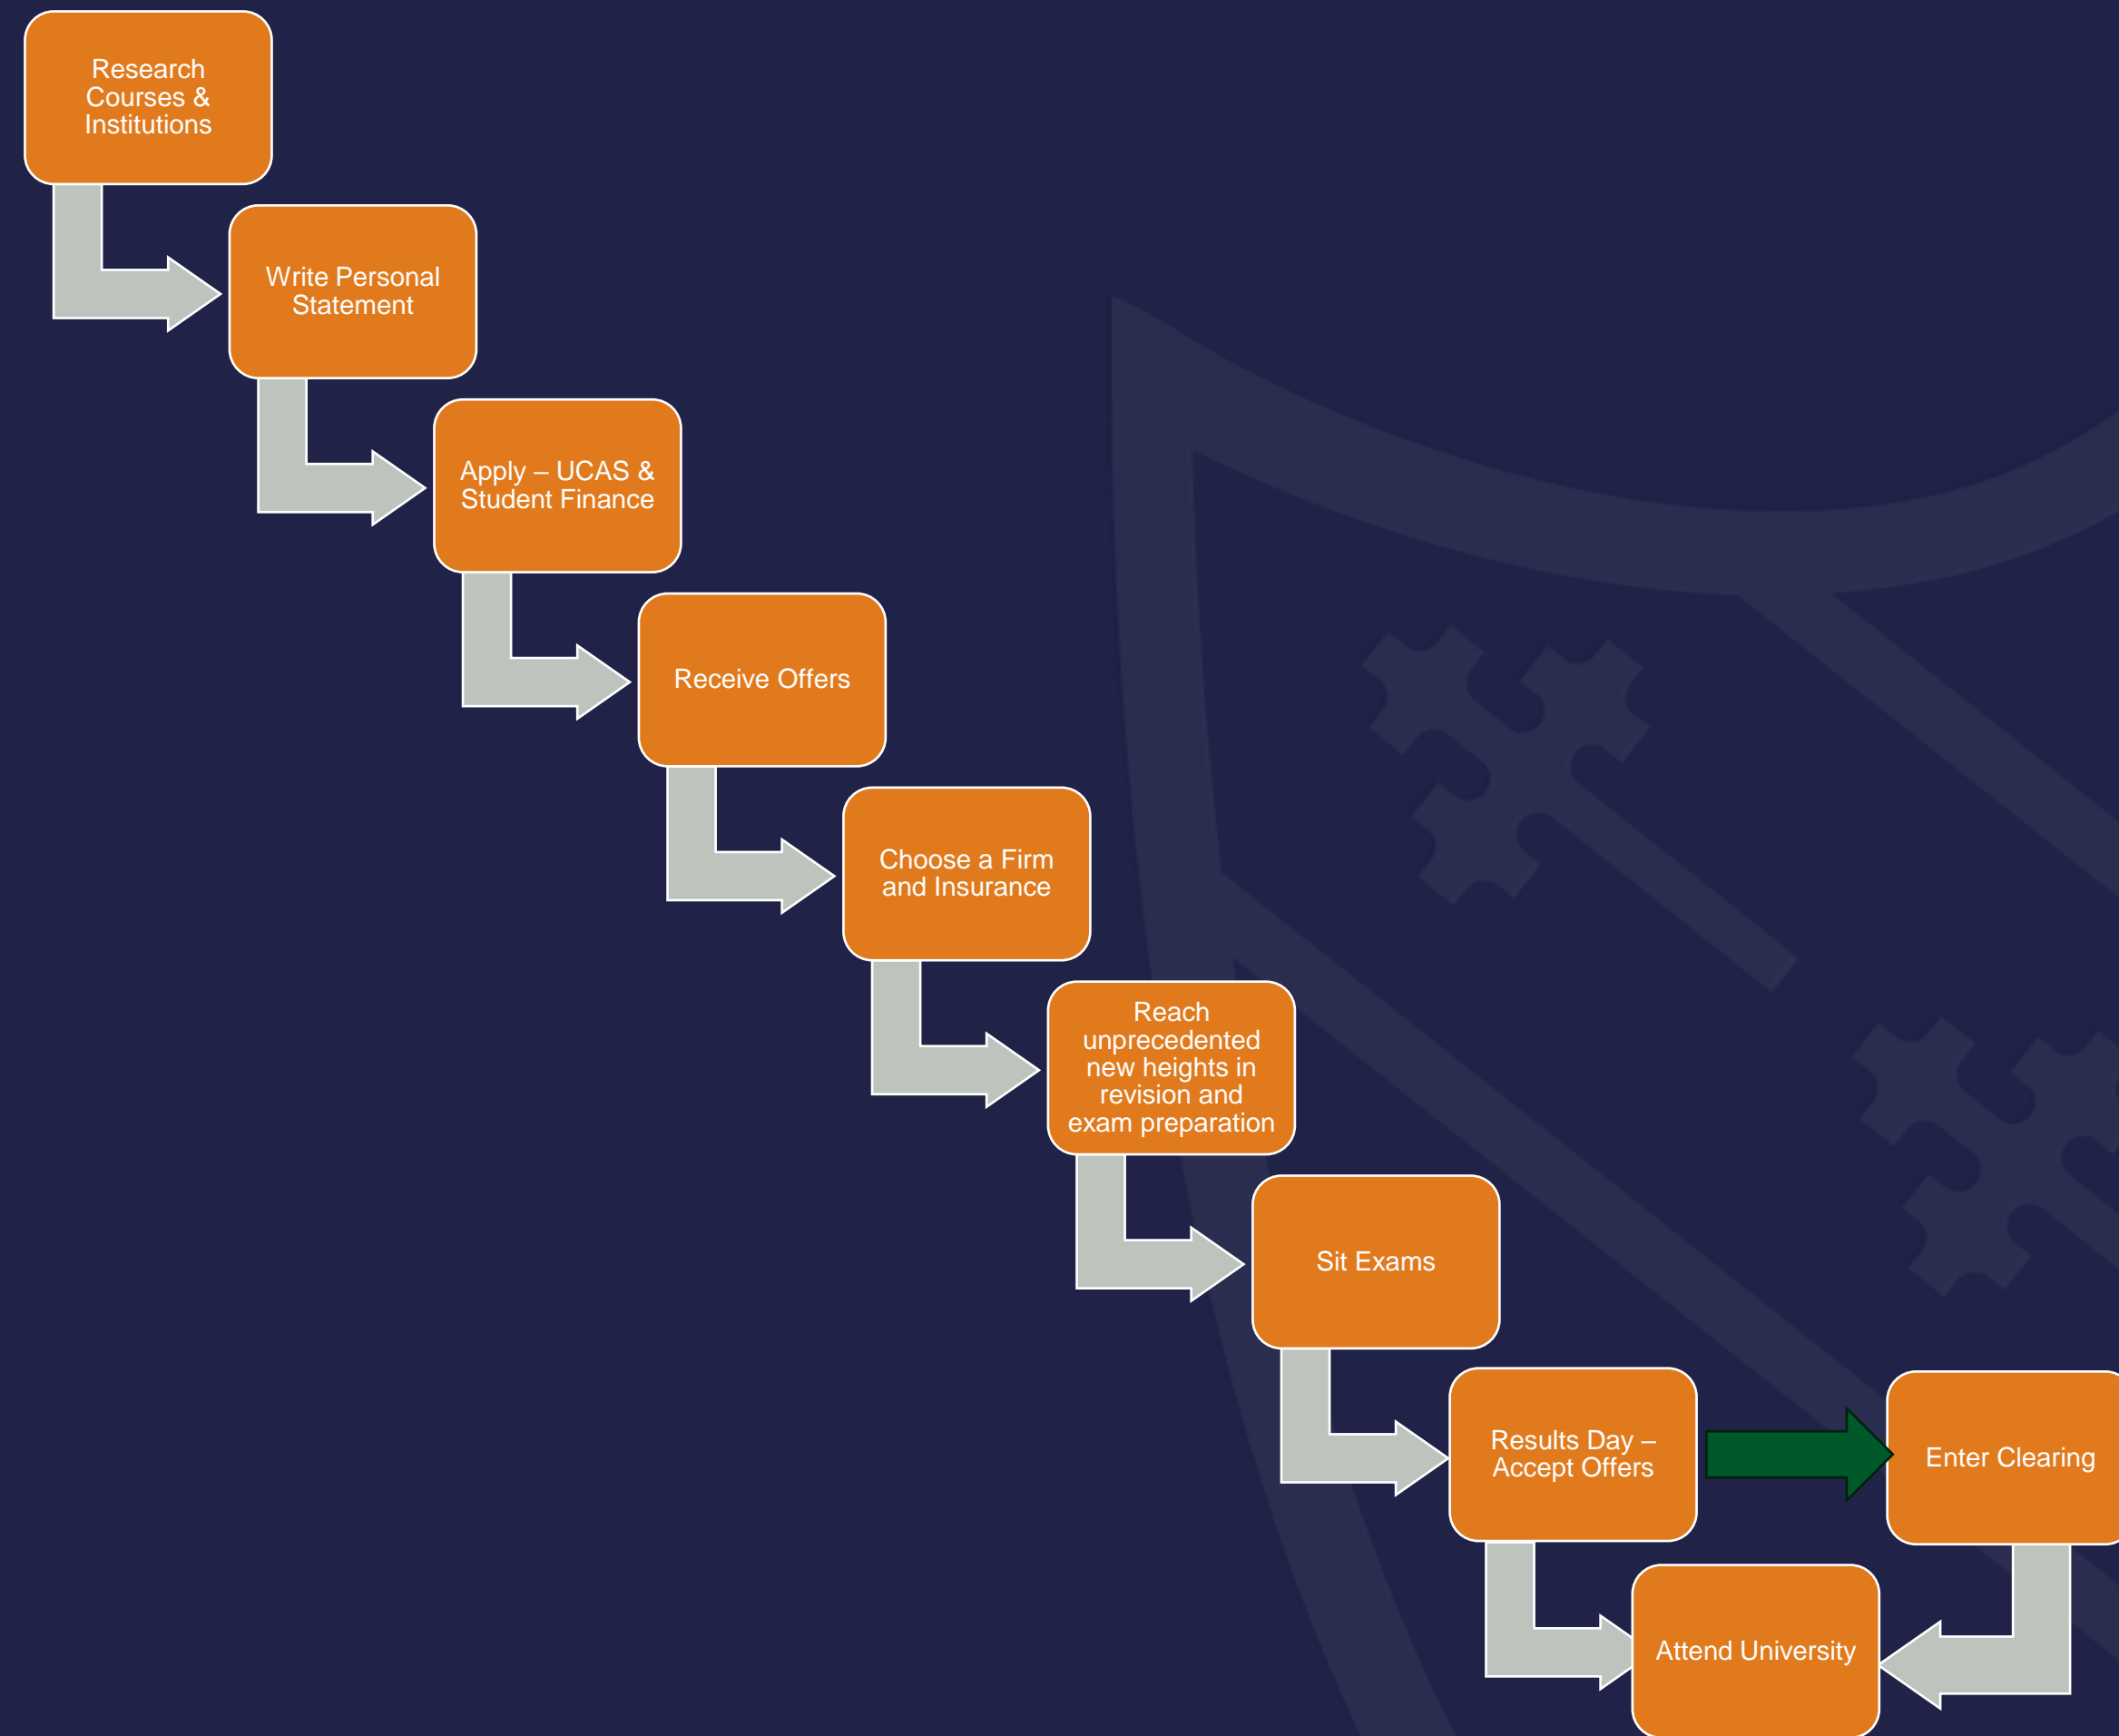 Research
Courses &
Institutions
Write Personal
Statement
Apply – UCAS &
Student Finance
Receive Offers
Choose a Firm
and Insurance
Reach
unprecedented
new heights in
revision and
exam preparation
Sit Exams
Results Day –
Accept Offers
Enter Clearing
Attend University